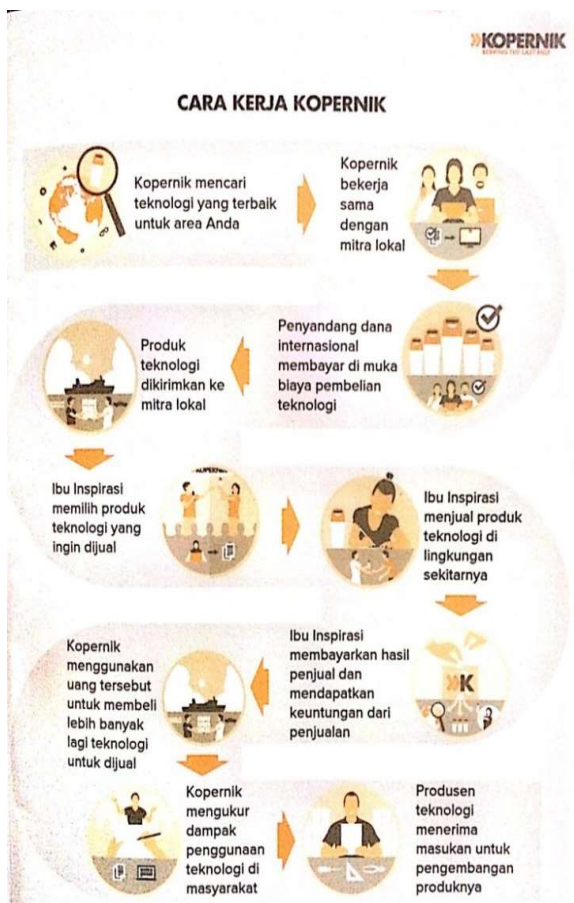 »KOPERNIK
CARA KERJA KOPERNIK
Kopernik mencari
teknologi yang terbaik
untuk area Anda
Kopernik
bekerja
sama
dengan
mitra lokal
Penyandang dana
internasional
membayar di muka
biaya pembelian
teknologi
Produk
teknologi
dikirimkan ke
mitra lokal
Ibu Inspirasi
memilih produk
teknologi yang
ingin dijual
KOPERNIK
Ibu Inspirasi
menjual produk
teknologi di
lingkungan
sekitarnya
Ibu Inspirasi
membayarkan hasil
penjual dan
mendapatkan
keuntungan dari
penjualan
»K
Kopernik
menggunakan
uang tersebut
untuk membeli
lebih banyak
lagi teknologi
untuk dijual
Kopernik
mengukur
dampak
penggunaan
teknologi di
masyarakat
Produsen
teknologi
menerima
masukan untuk
pengembangan
produknya